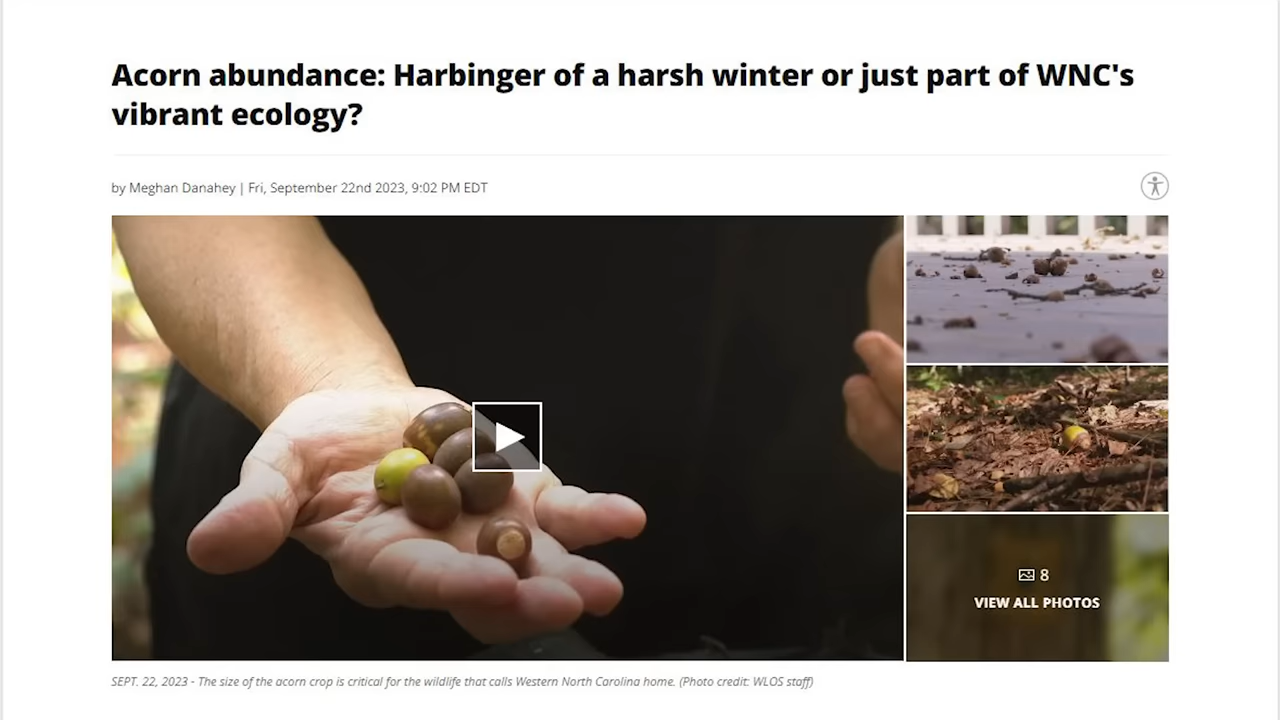 Acorn abundance: Harbinger of a harsh winter or just part of WNC's
vibrant ecology?
by Meghan Danahey | Fri, September 22nd 2023, 9:02 PM EDT
8
VIEW ALL PHOTOS
SEPT. 22, 2023 - The size of the acorn crop is critical for the wildlife that calls Western North Carolina home. (Photo credit: WLOS staff)